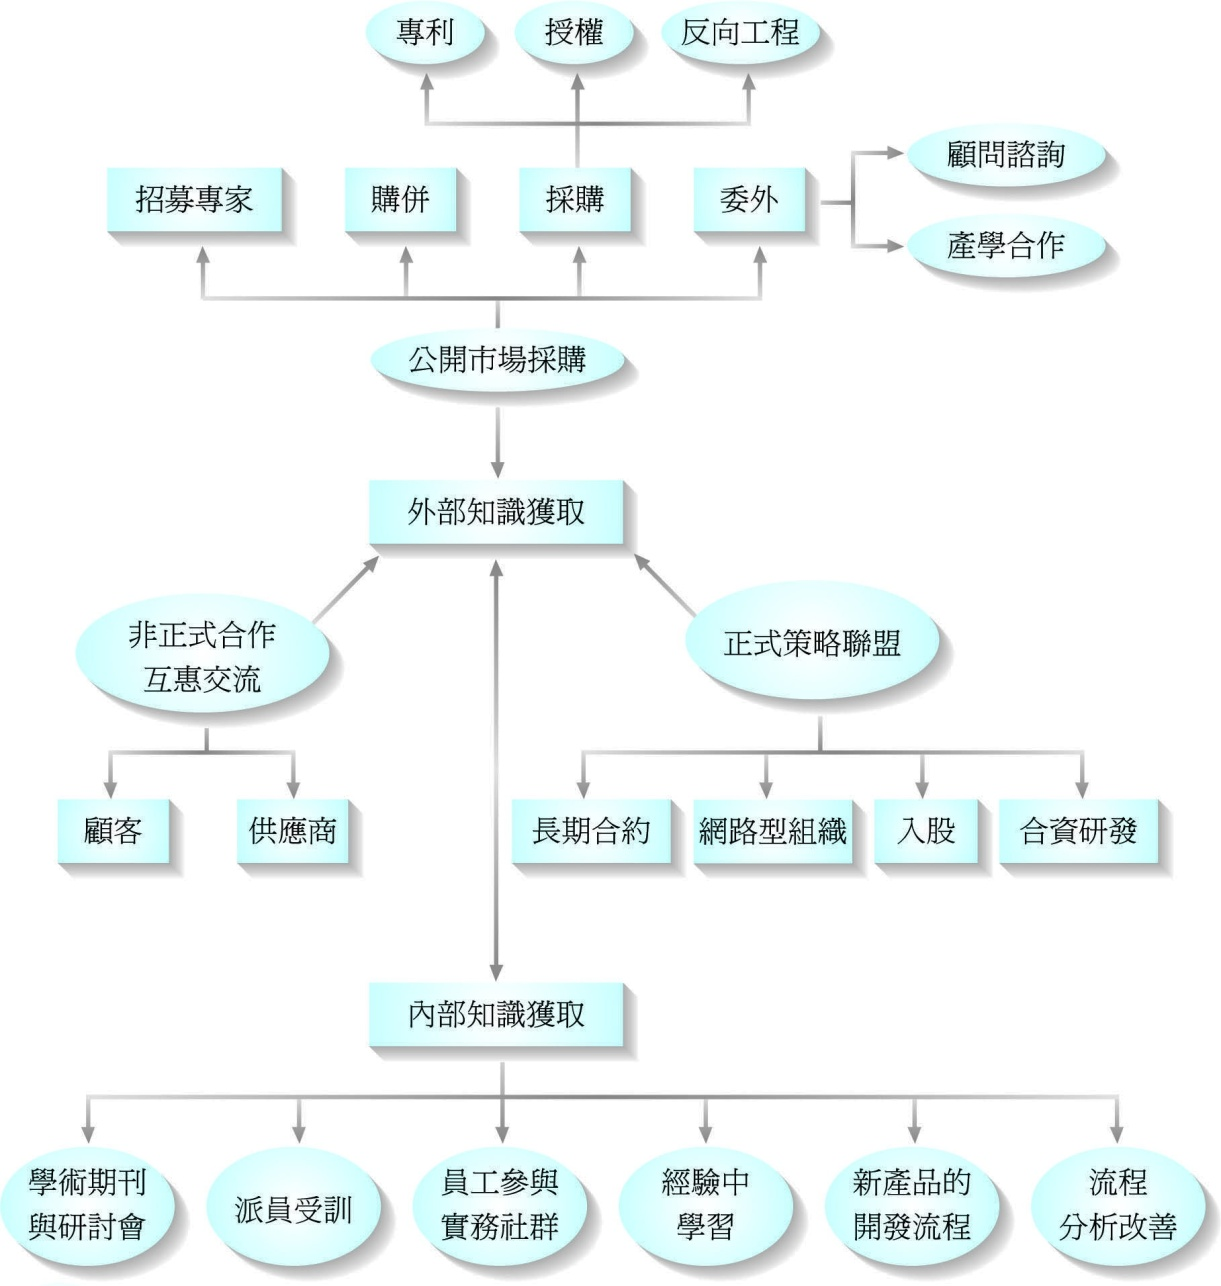 專利
授權
反向工程
顧問諮詢
招募專家
購併
採購
委外
產學合作
公開市場採購
外部知識獲取
非正式合作
互惠交流
正式策略聯盟
顧客
供應商
長期合約
網路型組織
入股
合資研發
內部知識獲取
學術期刊
與研討會
派員受訓
員工參與
實務社群
經驗中
學習
新產品的
開發流程
流程
分析改善